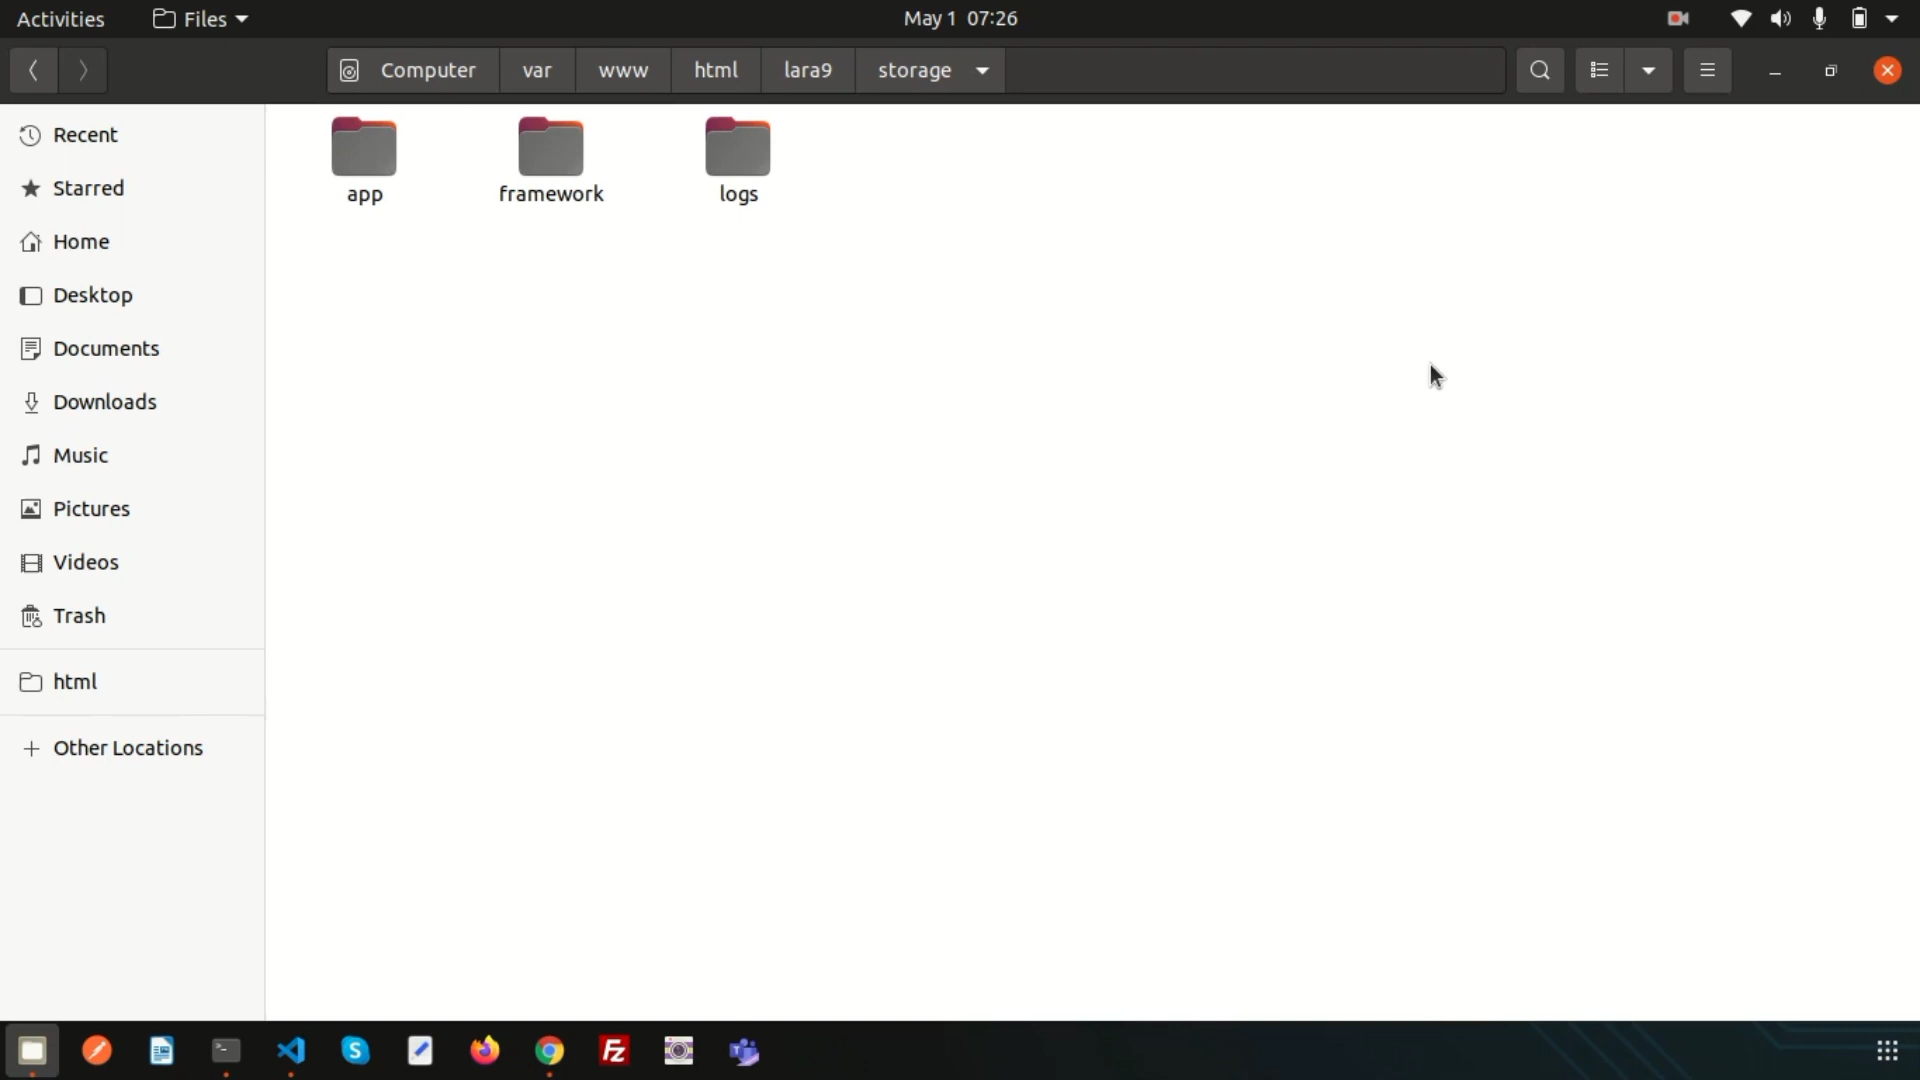 Activities
Files
May 1 07:26
Computer
var
www
html
lara9
storage
Recent
Starred
Home
Desktop
Documents
Downloads
Music
Pictures
Videos
Trash
html
Other Locations
app
framework
logs